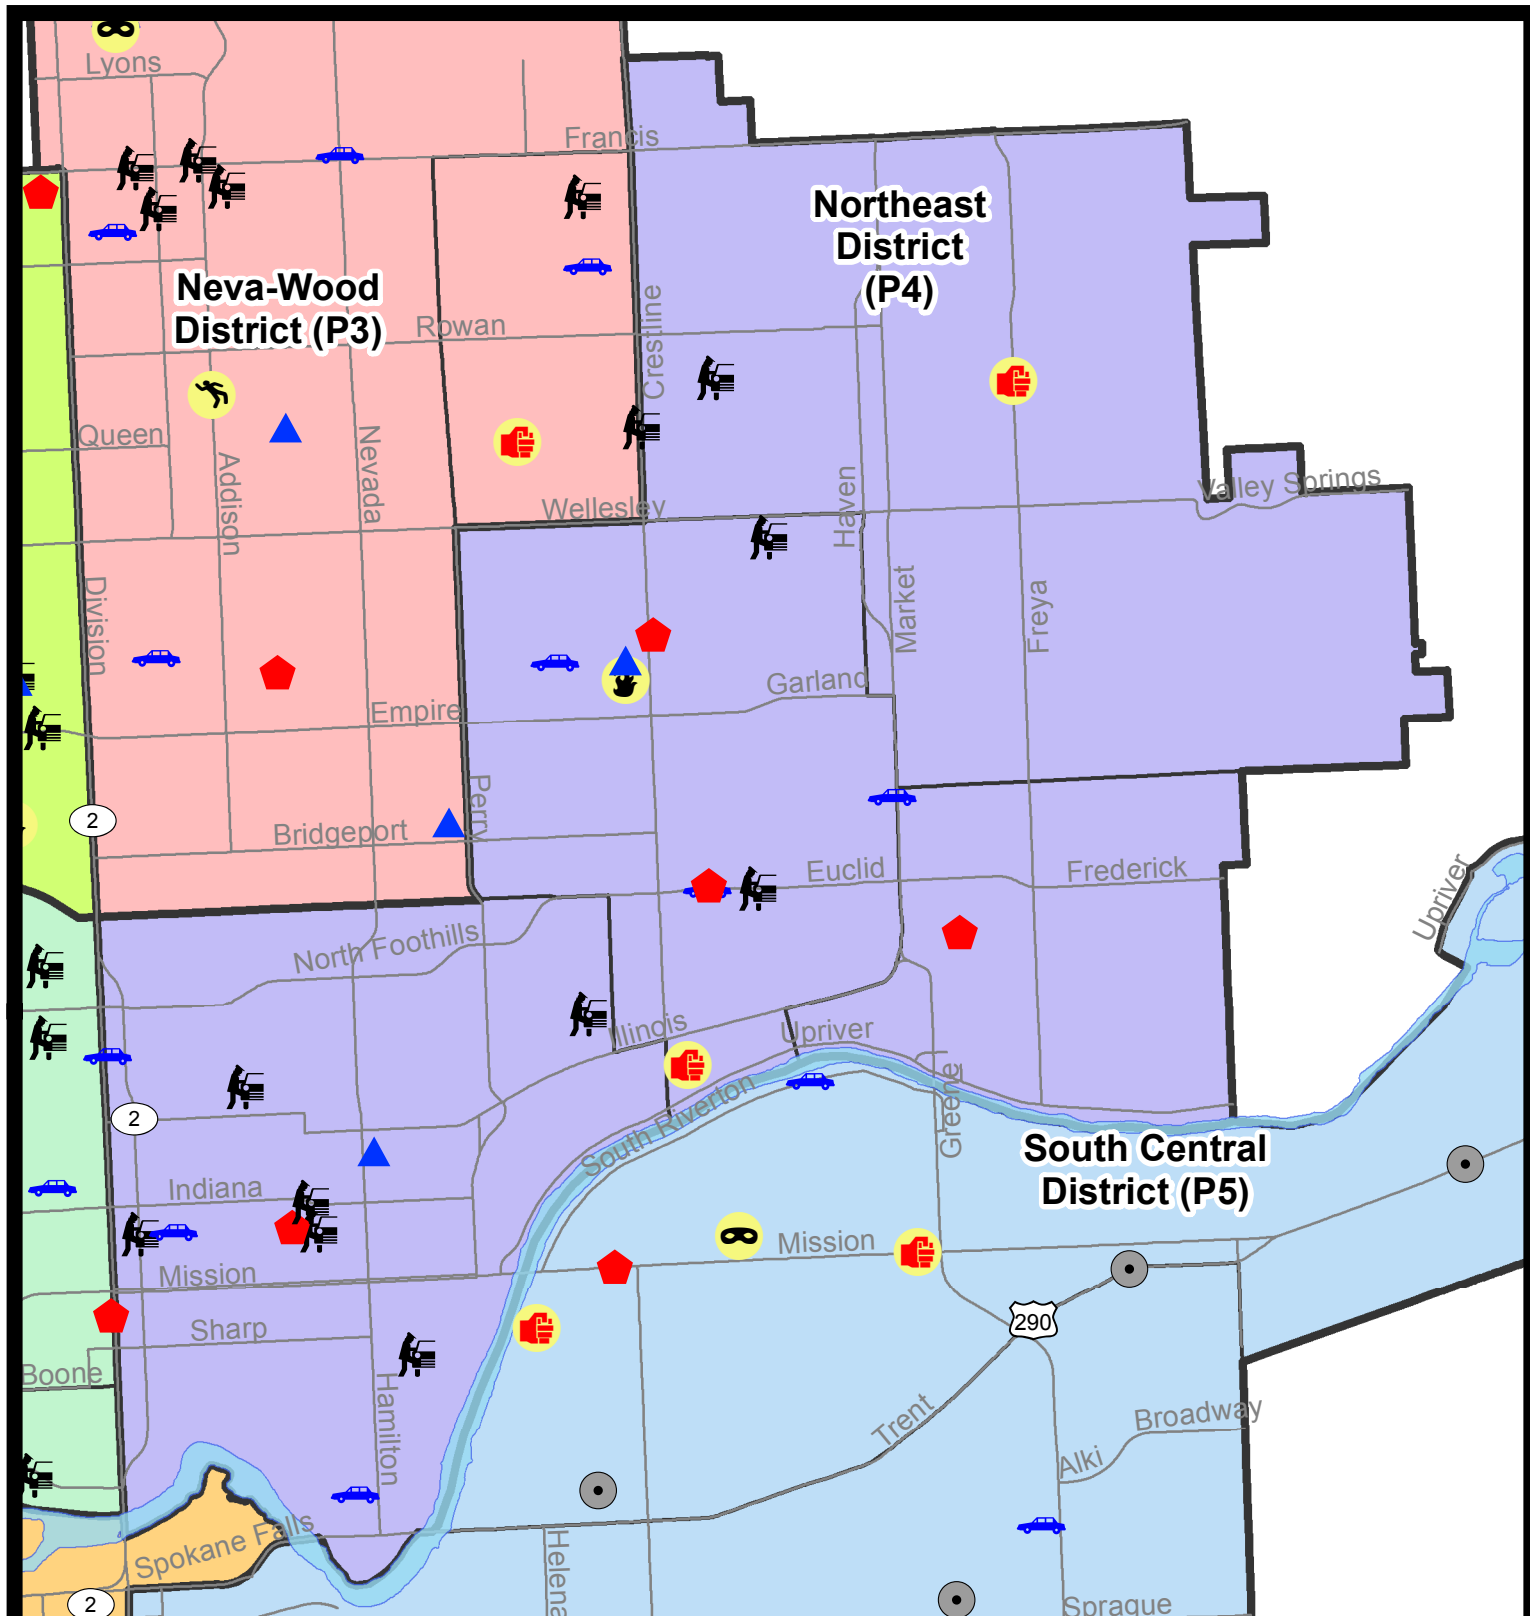 Lyons
Francis
Northeast
District
(P4)
Neva-Wood
District (P3)
Rowan
Crestline
Queen
Addison
Nevada
Wellesley
Haven
Valley Springs
Division
Market
Freya
Garland
Empire
Perry
2
Bridgeport
Euclid
Frederick
Upriver
North Foothills
Illinois
Upriver
Greene
2
South Riverton
South Central
District (P5)
Indiana
Mission
Mission
290
Sharp
Boone
Hamilton
Trent
Broadway
Alki
Spokane Falls
Helena
2
Sprague